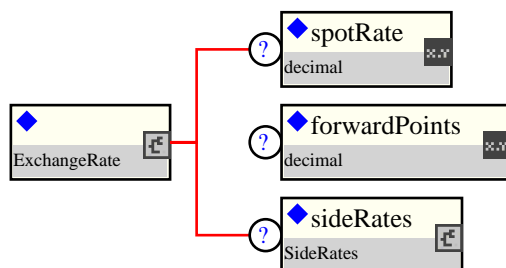 ?
spotRate
x.Y
decimal
ExchangeRate
?
forwardPoints
x.Y
decimal
?
sideRates
SideRates